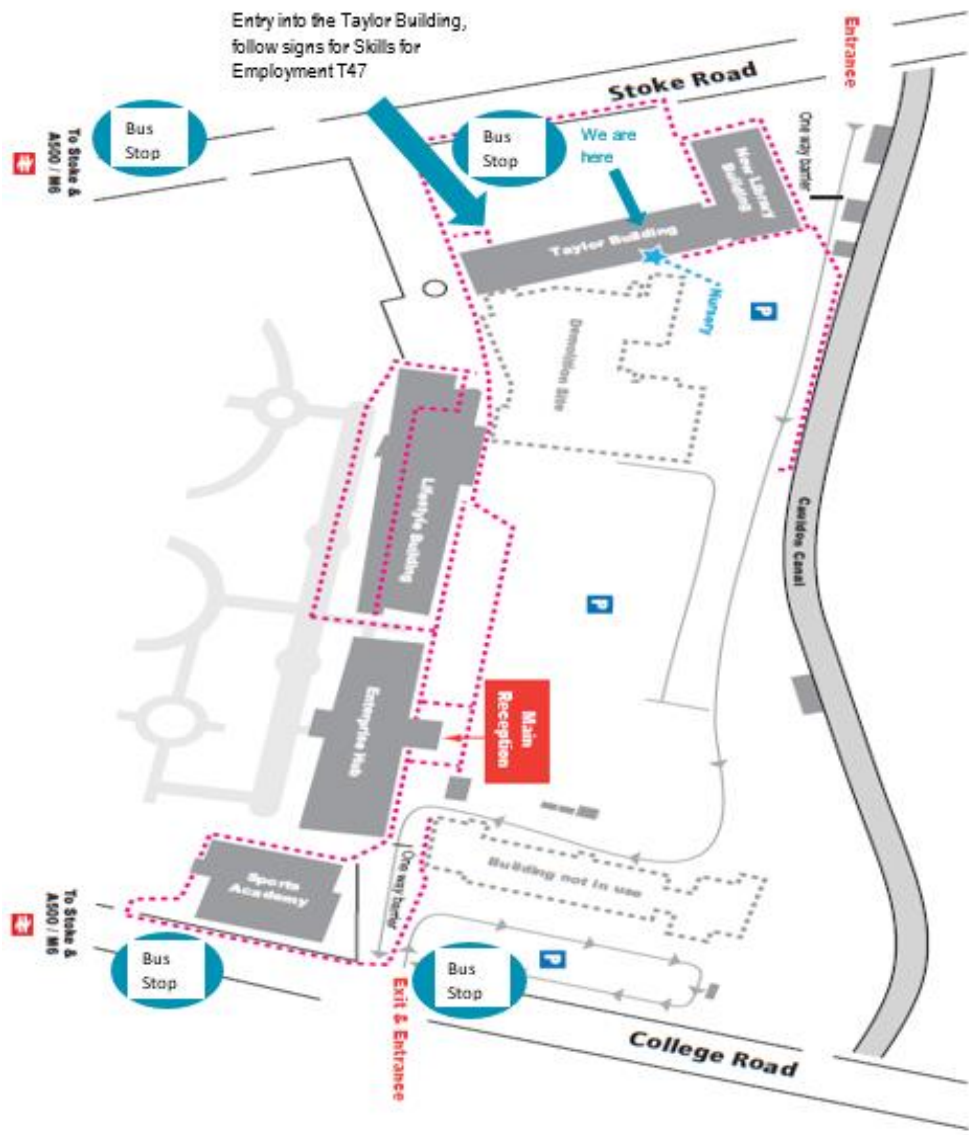 Entry into the Taylor Building,
follow signs for Skills for
Employment T47
Entrance
Stoke Road
One way barrier
Bus
Stop
To Stoke &
A500 / M6
Bus
Stop
We are
here
New Library
Building
Taylor Building
Nursery
P
Demolition Site
Cauldon Canal
Lifestyle Building
P
Main
Reception
Enterprise Hub
One way barrier
Building not in use
Sports
Academy
To Stoke &
A500 / M6
Bus
Stop
Exit & Entrance
Bus
Stop
P
College Road